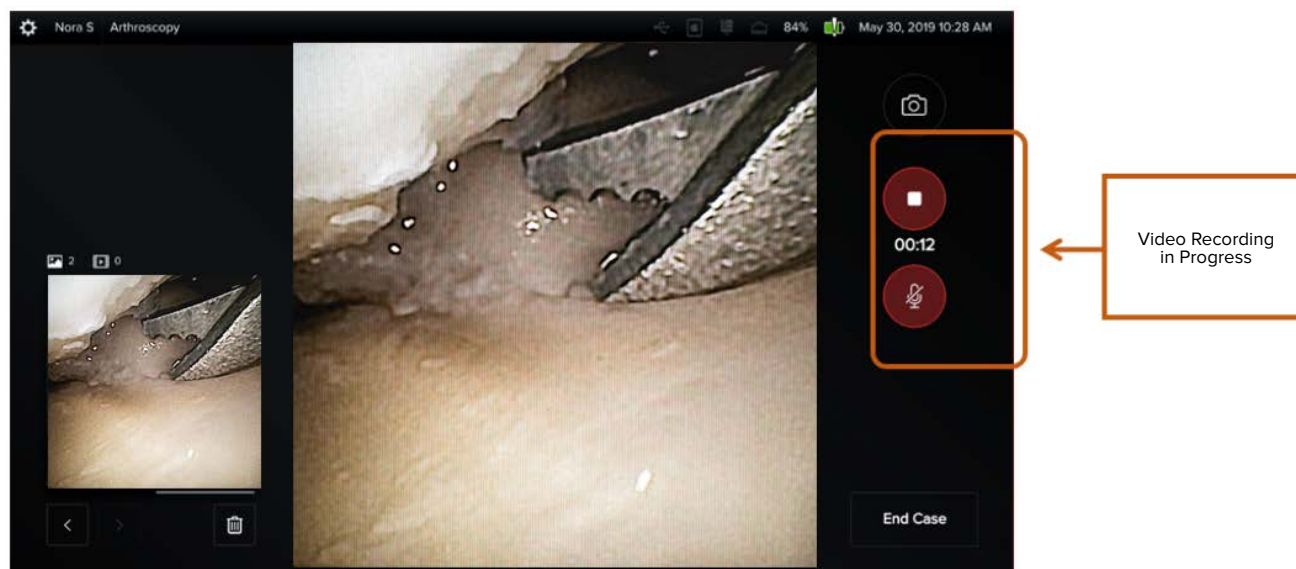 Nora S Arthroscopy 84% May 30, 2019 10:28 AM
2 0
00:12
End Case
Video Recording
in Progress